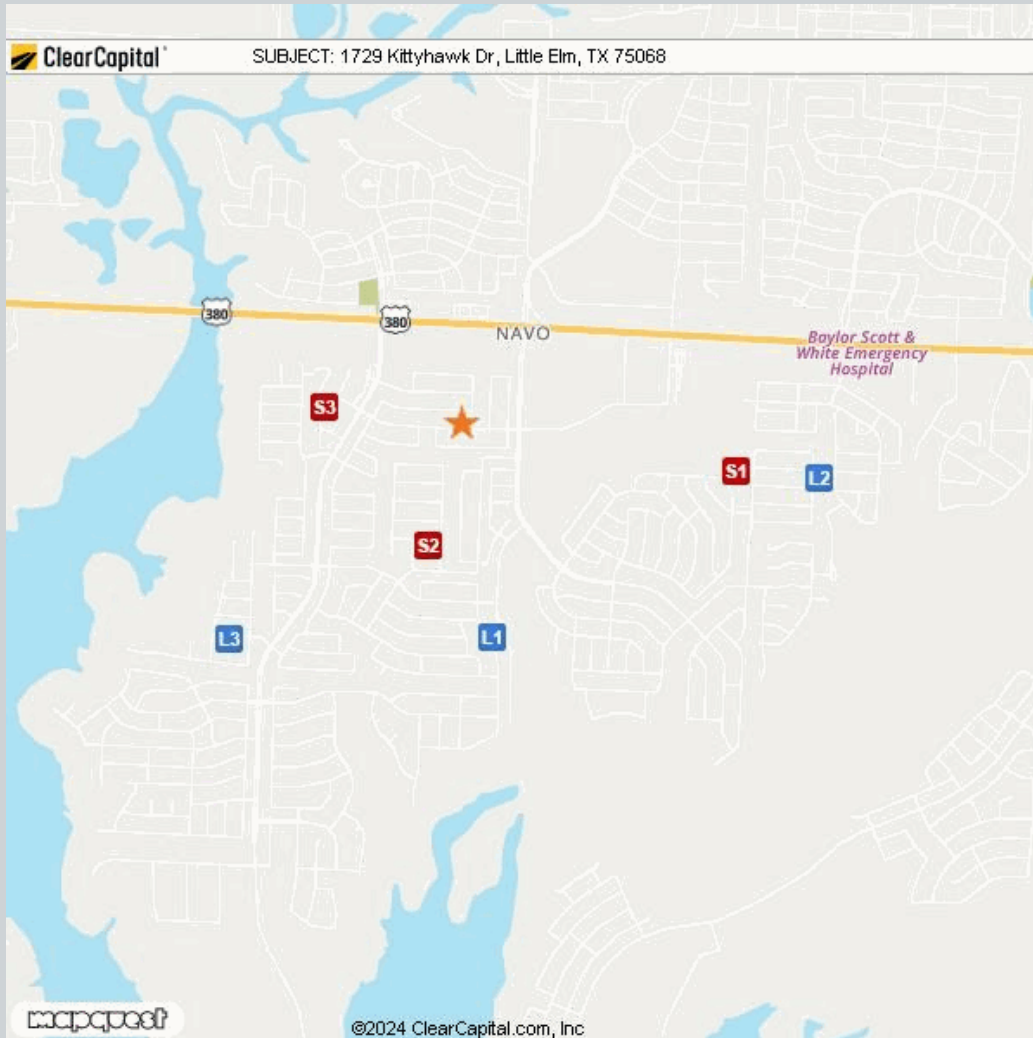 ClearCapital SUBJECT: 1729 Kittyhawk Dr, Little Elm, TX 75068
380
380
NAVO
Baylor Scott &
White Emergency
Hospital
S3
S1
L2
S2
L3
L1
mapquest
©2024 ClearCapital.com, Inc